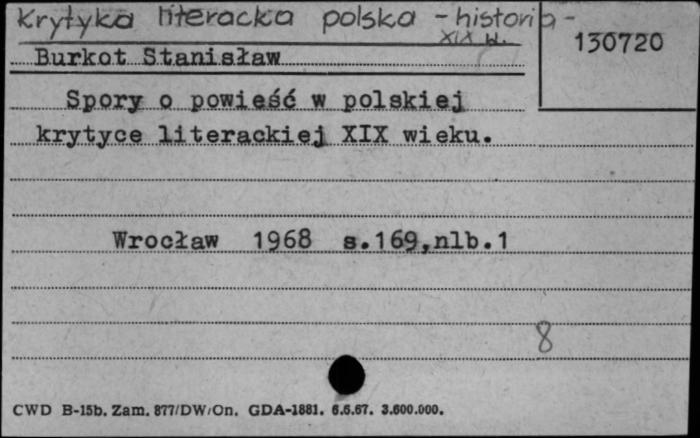 Krytyka literacka polska - historia -
XIX w.
130720
Burkot Stanisław
Spory o powieść w polskiej
krytyce literackiej XIX wieku.
Wrocław 1968 s.169,nlb.1
8
CWD B-15b. Zam. 877/DW/On. GDA-1881. 6.6.67. 3.600.000.